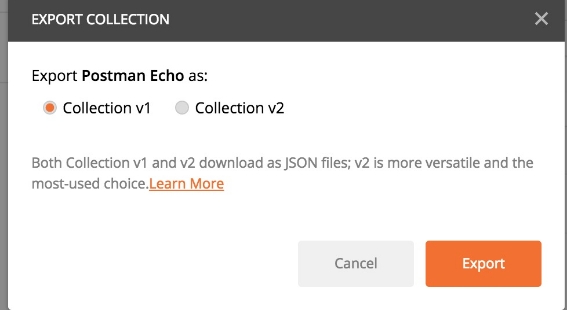 EXPORT COLLECTION
Export Postman Echo as:
Collection v1 Collection v2
Both Collection v1 and v2 download as JSON files; v2 is more versatile and the
most-used choice.Learn More
Cancel Export